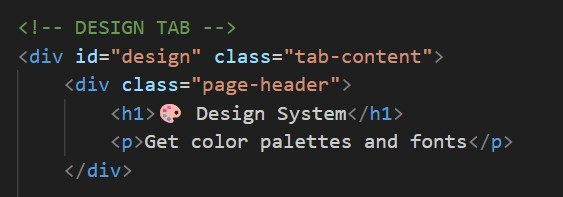 <!-- DESIGN TAB -->
<div id="design" class="tab-content">
<div class="page-header">
<h1>🎨 Design System</h1>
<p>Get color palettes and fonts</p>
</div>